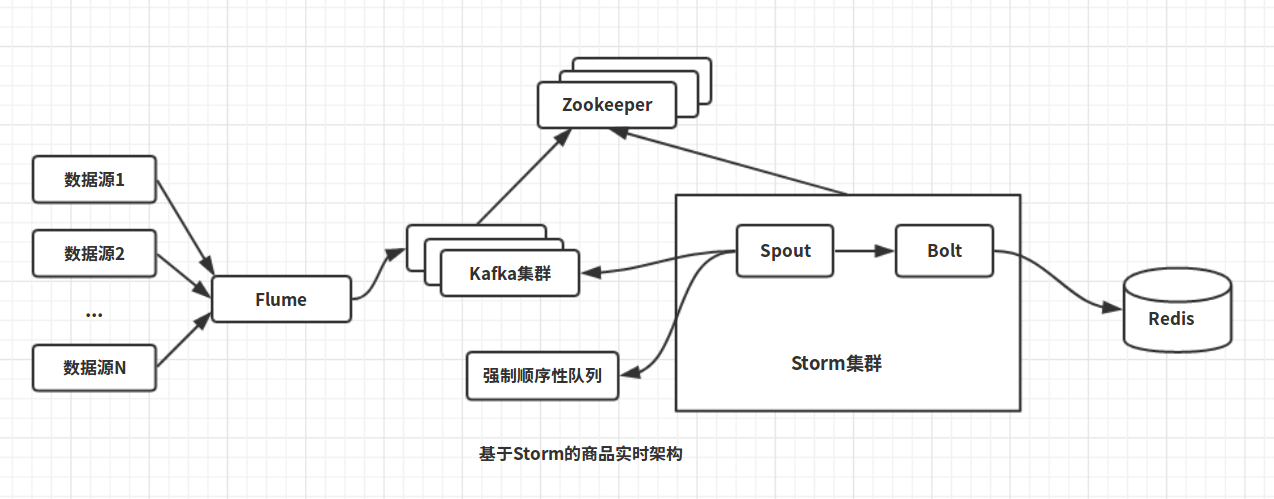 Zookeeper
数据源1
数据源2
...
数据源N
Flume
Kafka集群
强制顺序性队列
Spout
Bolt
Storm集群
Redis
基于Storm的商品实时架构